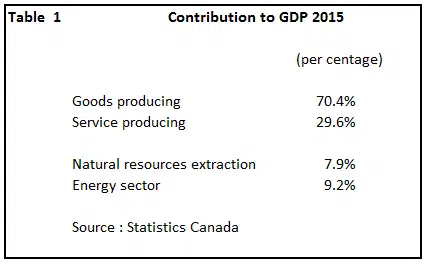 Table 1 Contribution to GDP 2015
(per centage)
Goods producing 70.4%
Service producing 29.6%
Natural resources extraction 7.9%
Energy sector 9.2%
Source : Statistics Canada